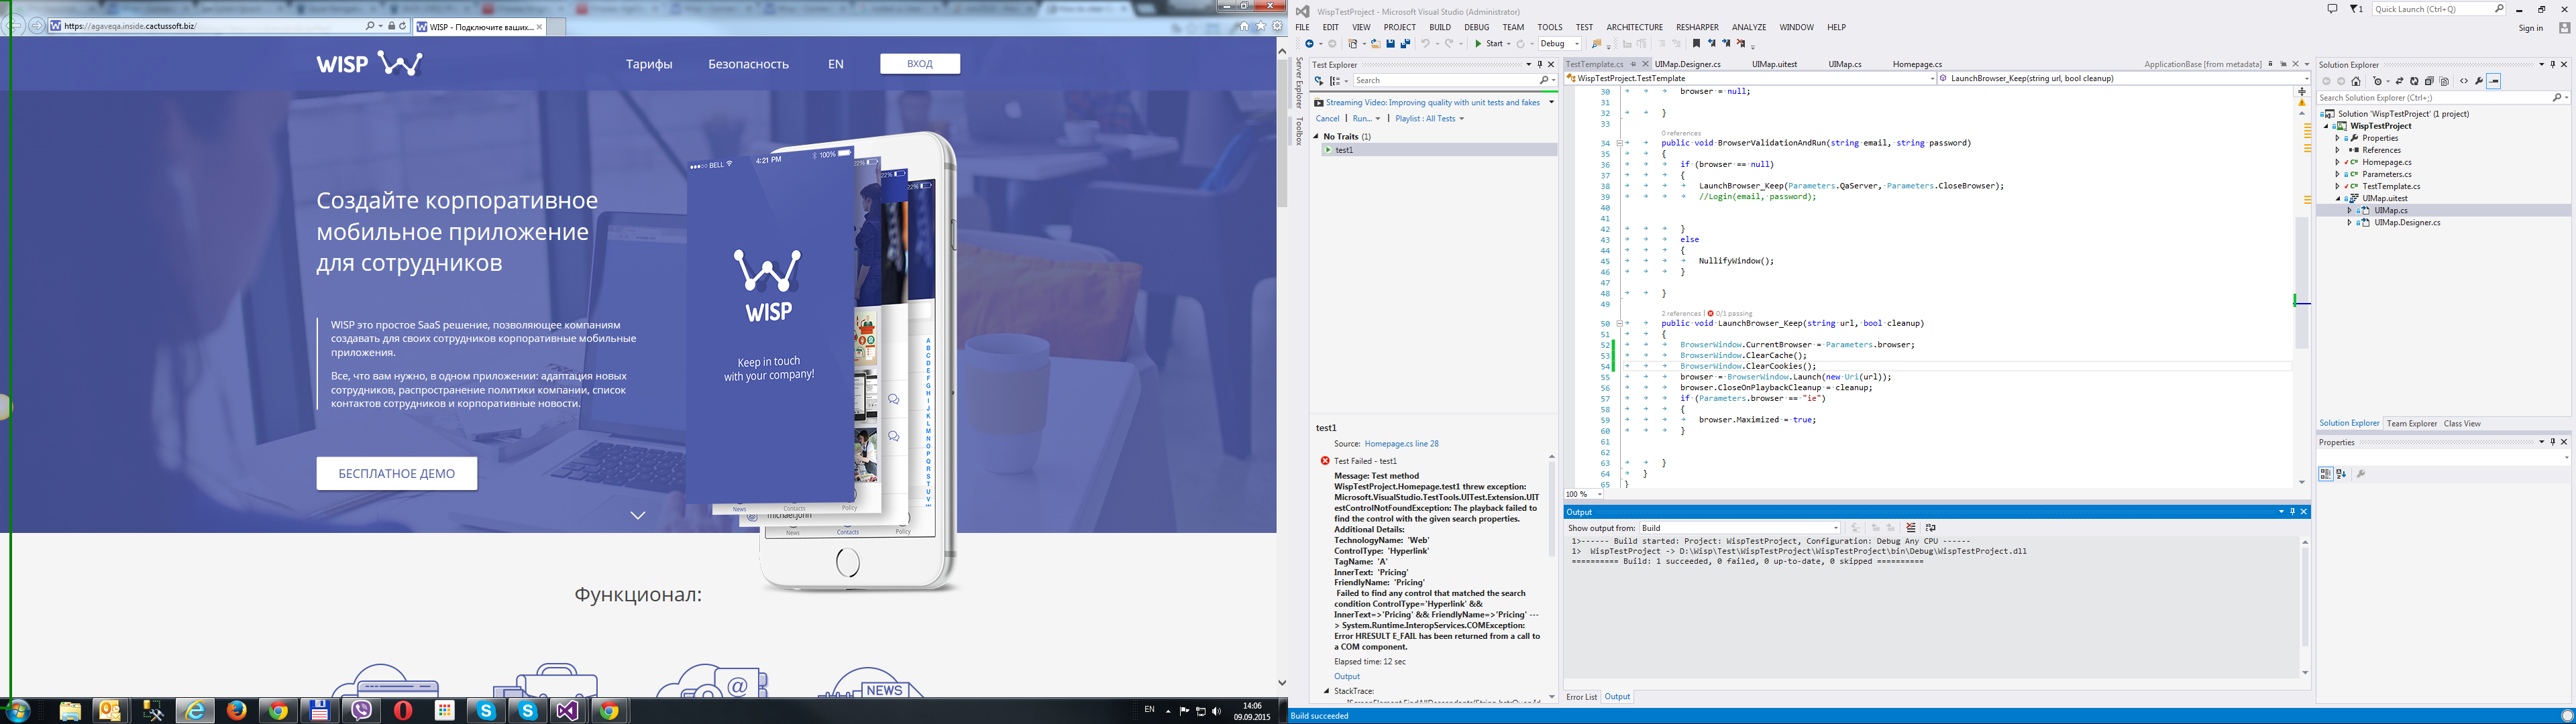 https://agaveqa.inside.cactussoft.biz/
WISP - Подключите ваших...
WISP
Тарифы
Безопасность
EN
ВХОД
Создайте корпоративное
мобильное приложение
для сотрудников
WISP это простое SaaS решение, позволяющее компаниям
создавать для своих сотрудников корпоративные мобильные
приложения.
Все, что вам нужно, в одном приложении: адаптация новых
сотрудников, распространение политики компании, список
контактов сотрудников и корпоративные новости.
БЕСПЛАТНОЕ ДЕМО
BELL 4:21 PM 100%
22%
22%
WISP
Keep in touch
with your company!
A
B
C
D
E
F
G
H
I
J
K
L
M
N
O
P
Q
R
S
T
U
V
W
News Contacts Policy
michael.john
News Contacts Policy
Функционал:
@
NEWS
EN
14:06
09.09.2015
WispTestProject - Microsoft Visual Studio (Administrator)
1
Quick Launch (Ctrl+Q)
FILE EDIT VIEW PROJECT BUILD DEBUG TEAM TOOLS TEST ARCHITECTURE RESHARPER ANALYZE WINDOW HELP
Sign in
Start
Debug
Server Explorer
Toolbox
Test Explorer
Search
Streaming Video: Improving quality with unit tests and fakes
Cancel | Run... | Playlist : All Tests
No Traits (1)
test1
test1
Source: Homepage.cs line 28
Test Failed - test1
Message: Test method
WispTestProject.Homepage.test1 threw exception:
Microsoft.VisualStudio.TestTools.UITest.Extension.UIT
estControlNotFoundException: The playback failed to
find the control with the given search properties.
Additional Details:
TechnologyName: 'Web'
ControlType: 'Hyperlink'
TagName: 'A'
InnerText: 'Pricing'
FriendlyName: 'Pricing'
Failed to find any control that matched the search
condition ControlType='Hyperlink' &&
InnerText=>'Pricing' && FriendlyName=>'Pricing' ---
> System.Runtime.InteropServices.COMException:
Error HRESULT E_FAIL has been returned from a call to
a COM component.
Elapsed time: 12 sec
Output
StackTrace:
TestTemplate.cs UIMap.Designer.cs UIMap.uitest UIMap.cs Homepage.cs ApplicationBase [from metadata]
WispTestProject.TestTemplate
LaunchBrowser_Keep(string url, bool cleanup)
30 browser = null;
31
32 }
33
0 references
34 public void BrowserValidationAndRun(string email, string password)
35 {
36 if (browser == null)
37 {
38 LaunchBrowser_Keep(Parameters.QaServer, Parameters.CloseBrowser);
39 //Login(email, password);
40
41
42 }
43 else
44 {
45 NullifyWindow();
46 }
47
48 }
49
2 references | 0/1 passing
50 public void LaunchBrowser_Keep(string url, bool cleanup)
51 {
52 BrowserWindow.CurrentBrowser = Parameters.browser;
53 BrowserWindow.ClearCache();
54 BrowserWindow.ClearCookies();
55 browser = BrowserWindow.Launch(new Uri(url));
56 browser.CloseOnPlaybackCleanup = cleanup;
57 if (Parameters.browser == "ie")
58 {
59 browser.Maximized = true;
60 }
61
62
63 }
64 }
65 }
100 %
Output
Show output from: Build
1>------ Build started: Project: WispTestProject, Configuration: Debug Any CPU ------
1> WispTestProject -> D:\Wisp\Test\WispTestProject\WispTestProject\bin\Debug\WispTestProject.dll
========== Build: 1 succeeded, 0 failed, 0 up-to-date, 0 skipped ==========
Error List Output
Solution Explorer
Search Solution Explorer (Ctrl+;)
Solution 'WispTestProject' (1 project)
WispTestProject
Properties
References
Homepage.cs
Parameters.cs
TestTemplate.cs
UIMap.uitest
UIMap.cs
UIMap.Designer.cs
Solution Explorer Team Explorer Class View
Properties
Build succeeded